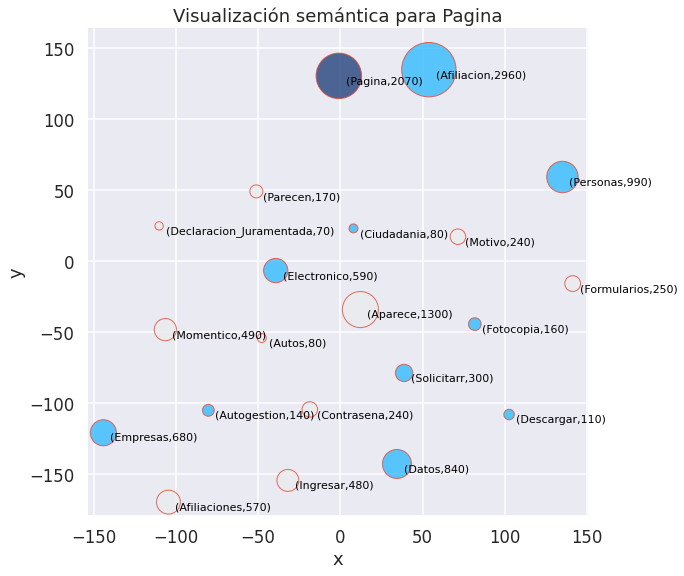 Visualización semántica para Pagina
150
100
50
0
−50
−100
−150
y
(Pagina,2070)
(Afiliacion,2960)
(Personas,990)
(Parecen,170)
(Declaracion_Juramentada,70)
(Ciudadania,80)
(Motivo,240)
(Electronico,590)
(Formularios,250)
(Aparece,1300)
(Momentico,490)
(Autos,80)
(Fotocopia,160)
(Solicitarr,300)
(Autogestion,140)
(Contrasena,240)
(Descargar,110)
(Empresas,680)
(Datos,840)
(Ingresar,480)
(Afiliaciones,570)
−150 −100 −50 0 50 100 150
x